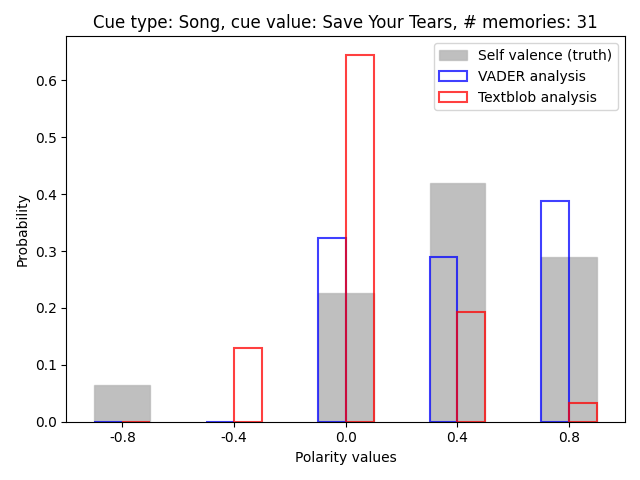 Cue type: Song, cue value: Save Your Tears, # memories: 31
Self valence (truth)
VADER analysis
Textblob analysis
Probability
0.6
0.5
0.4
0.3
0.2
0.1
0.0
-0.8 -0.4 0.0 0.4 0.8
Polarity values